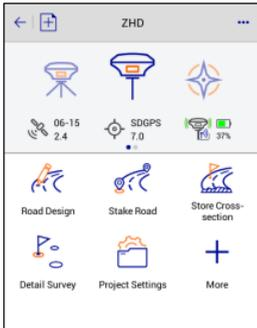 ZHD
06-15 SDGPS
2.4 7.0 37%
Road Design Stake Road Store Cross-
section
Detail Survey Project Settings More